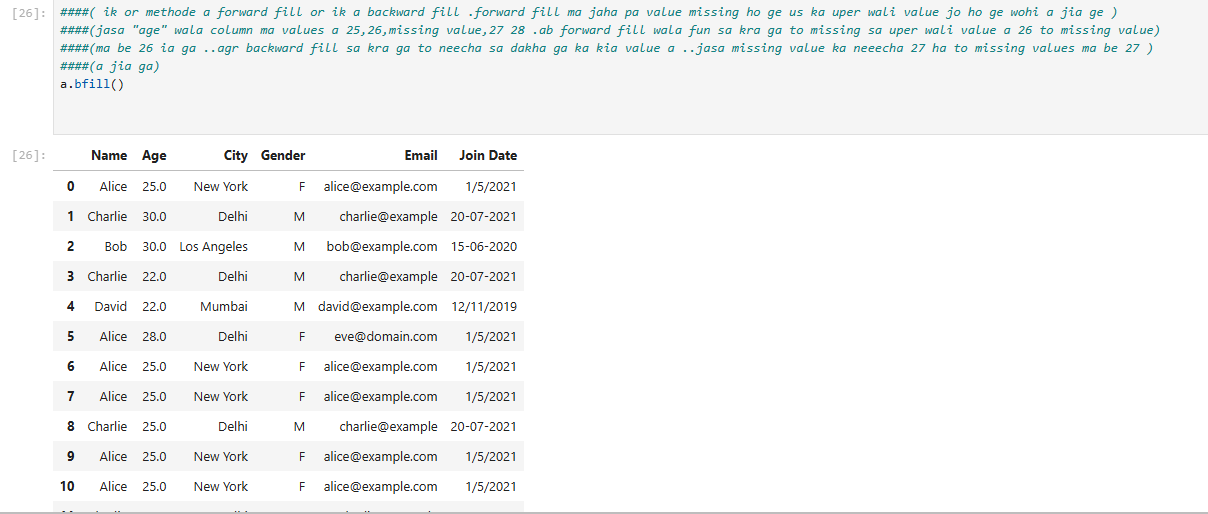 [26]: ####( ik or methode a forward fill or ik a backward fill .forward fill ma jaha pa value missing ho ge us ka uper wali value jo ho ge wohi a jia ge )
####(jasa "age" wala column ma values a 25,26,missing value,27 28 .ab forward fill wala fun sa kra ga to missing sa uper wali value a 26 to missing value)
####(ma be 26 ia ga ..agr backward fill sa kra ga to neecha sa dakha ga ka kia value a ..jasa missing value ka neeecha 27 ha to missing values ma be 27 )
####(a jia ga)
a.bfill()
[26]: Name Age City Gender Email Join Date
0 Alice 25.0 New York F alice@example.com 1/5/2021
1 Charlie 30.0 Delhi M charlie@example 20-07-2021
2 Bob 30.0 Los Angeles M bob@example.com 15-06-2020
3 Charlie 22.0 Delhi M charlie@example 20-07-2021
4 David 22.0 Mumbai M david@example.com 12/11/2019
5 Alice 28.0 Delhi F eve@domain.com 1/5/2021
6 Alice 25.0 New York F alice@example.com 1/5/2021
7 Alice 25.0 New York F alice@example.com 1/5/2021
8 Charlie 25.0 Delhi M charlie@example 20-07-2021
9 Alice 25.0 New York F alice@example.com 1/5/2021
10 Alice 25.0 New York F alice@example.com 1/5/2021